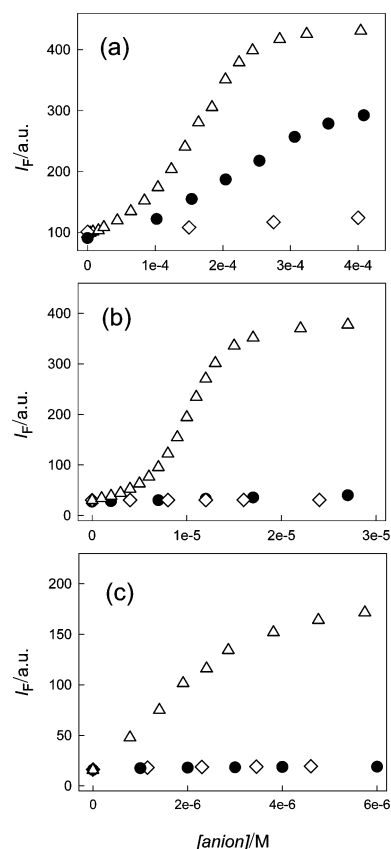 (a)
400
300
200
100
I_F/a.u.
0 1e-4 2e-4 3e-4 4e-4
(b)
400
300
200
100
0
I_F/a.u.
0 1e-5 2e-5 3e-5
(c)
200
150
100
50
0
I_F/a.u.
0 2e-6 4e-6 6e-6
[anion]/M